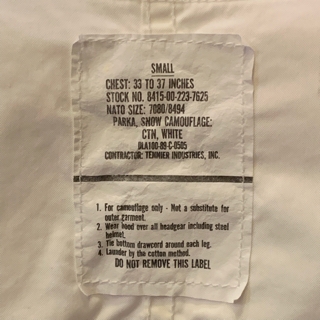 SMALL
CHEST: 33 TO 37 INCHES
STOCK NO. 8415-00-223-7625
NATO SIZE: 7080/8494
PARKA, SNOW CAMOUFLAGE:
CTN, WHITE
DLA100-89-C-0505
CONTRACTOR: TENNIER INDUSTRIES, INC.
1. For camouflage only - Not a substitute for
outer garment.
2. Wear hood over all headgear including steel
helmet.
3. Tie bottom drawcord around each leg.
4. Launder by the cotton method.
DO NOT REMOVE THIS LABEL